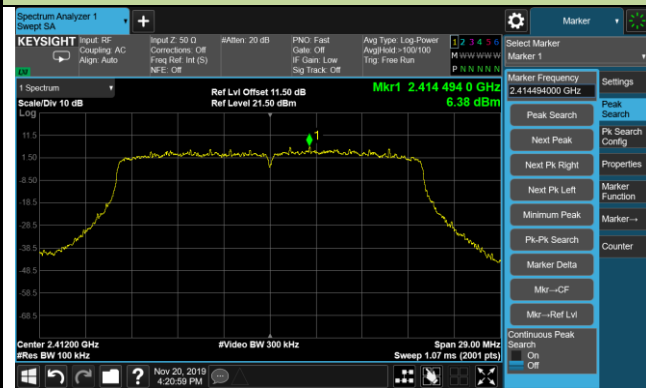 Spectrum Analyzer 1
Swept SA
Marker
KEYSIGHT
Input: RF
Coupling: AC
Align: Auto
Input Z: 50 Ω
Corrections: Off
Freq Ref: Int (S)
NFE: Off
#Atten: 20 dB
PNO: Fast
Gate: Off
IF Gain: Low
Sig Track: Off
Avg Type: Log-Power
Avg|Hold:>100/100
Trig: Free Run
1 2 3 4 5 6
M W W W W W
P N N N N N
Select Marker
Marker 1
1 Spectrum
Scale/Div 10 dB
Log
Ref Lvl Offset 11.50 dB
Ref Level 21.50 dBm
Mkr1 2.414 494 0 GHz
6.38 dBm
Marker Frequency
2.414494000 GHz
Peak Search
Next Peak
Next Pk Right
Next Pk Left
Minimum Peak
Pk-Pk Search
Marker Delta
Mkr→CF
Mkr→Ref Lvl
Continuous Peak
Search
On
Off
Settings
Peak
Search
Pk Search
Config
Properties
Marker
Function
Marker→
Counter
1
11.5
1.50
-8.50
-18.5
-28.5
-38.5
-48.5
-58.5
-68.5
Center 2.41200 GHz
#Res BW 100 kHz
#Video BW 300 kHz
Span 29.00 MHz
Sweep 1.07 ms (2001 pts)
?
Nov 20, 2019
4:20:59 PM